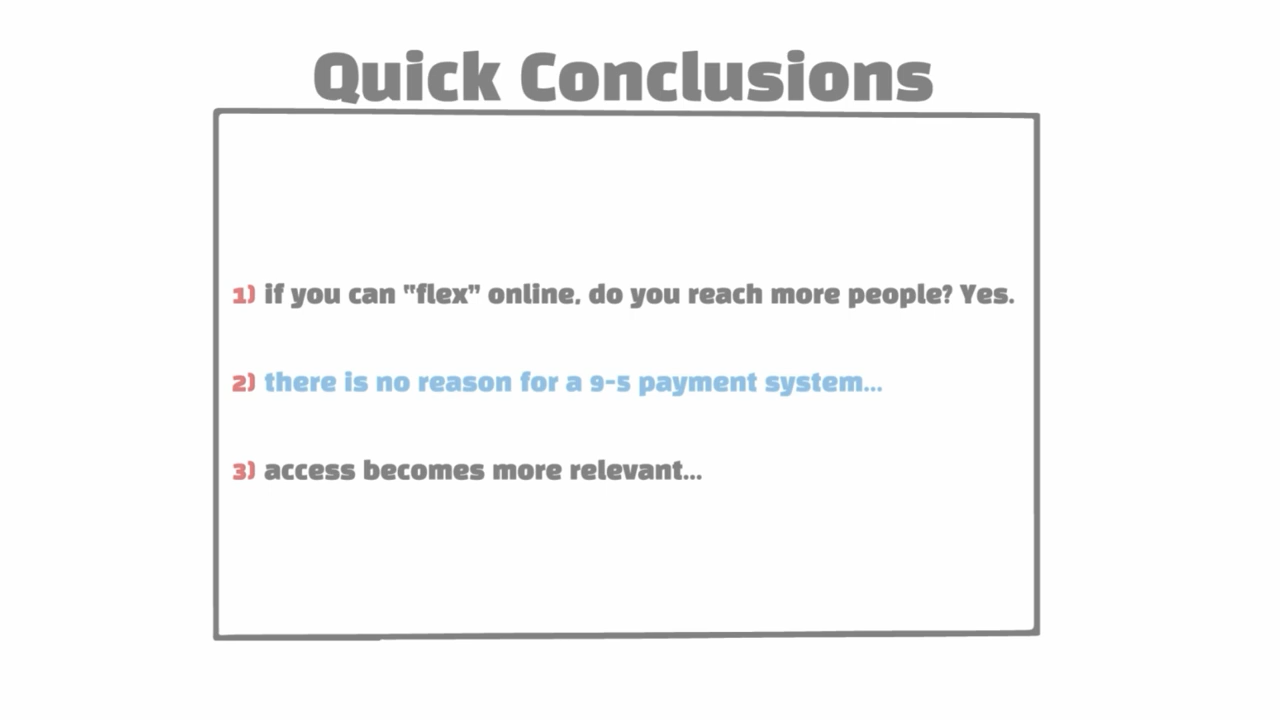 Quick Conclusions
1) if you can "flex" online, do you reach more people? Yes.
2) there is no reason for a 9-5 payment system...
3) access becomes more relevant...